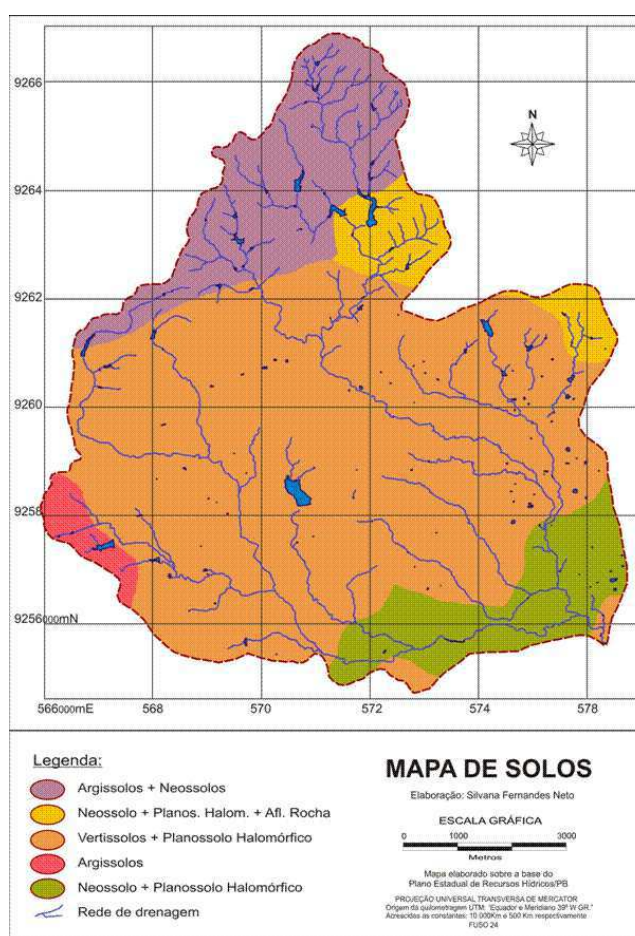 9266
N
9264
9262
9260
9258
9256000mN
566000mE 568 570 572 574 576 578
Legenda:
Argissolos + Neossolos
Neossolo + Planos. Halom. + Afl. Rocha
Vertissolos + Planossolo Halomórfico
Argissolos
Neossolo + Planossolo Halomórfico
Rede de drenagem
MAPA DE SOLOS
Elaboração: Silvana Fernandes Neto
ESCALA GRÁFICA
0 1000 3000
Metros
Mapa elaborado sobre a base do
Plano Estadual de Recursos Hídricos/PB
PROJEÇÃO UNIVERSAL TRANSVERSA DE MERCATOR
Origem da quilometragem UTM: "Equador e Meridiano 39º W GR."
Acrescidas as constantes: 10 000Km e 500 Km respectivamente
FUSO 24